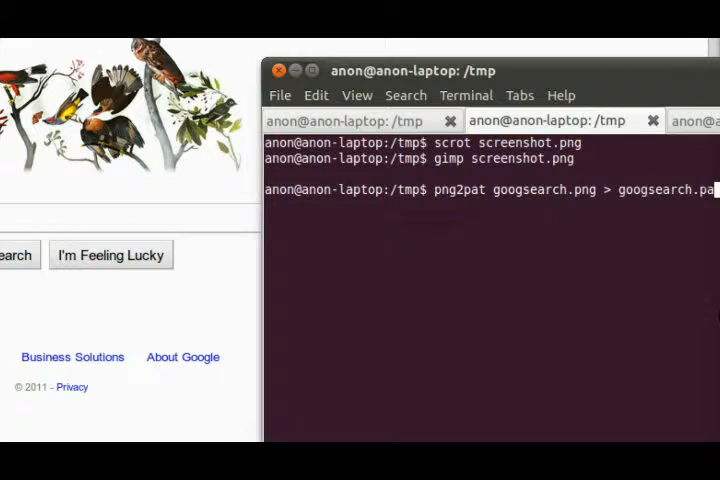 anon@anon-laptop: /tmp
File Edit View Search Terminal Tabs Help
anon@anon-laptop: /tmp anon@anon-laptop: /tmp anon@a
anon@anon-laptop:/tmp$ scrot screenshot.png
anon@anon-laptop:/tmp$ gimp screenshot.png
anon@anon-laptop:/tmp$ png2pat googsearch.png > googsearch.pa
earch I'm Feeling Lucky
Business Solutions About Google
© 2011 - Privacy